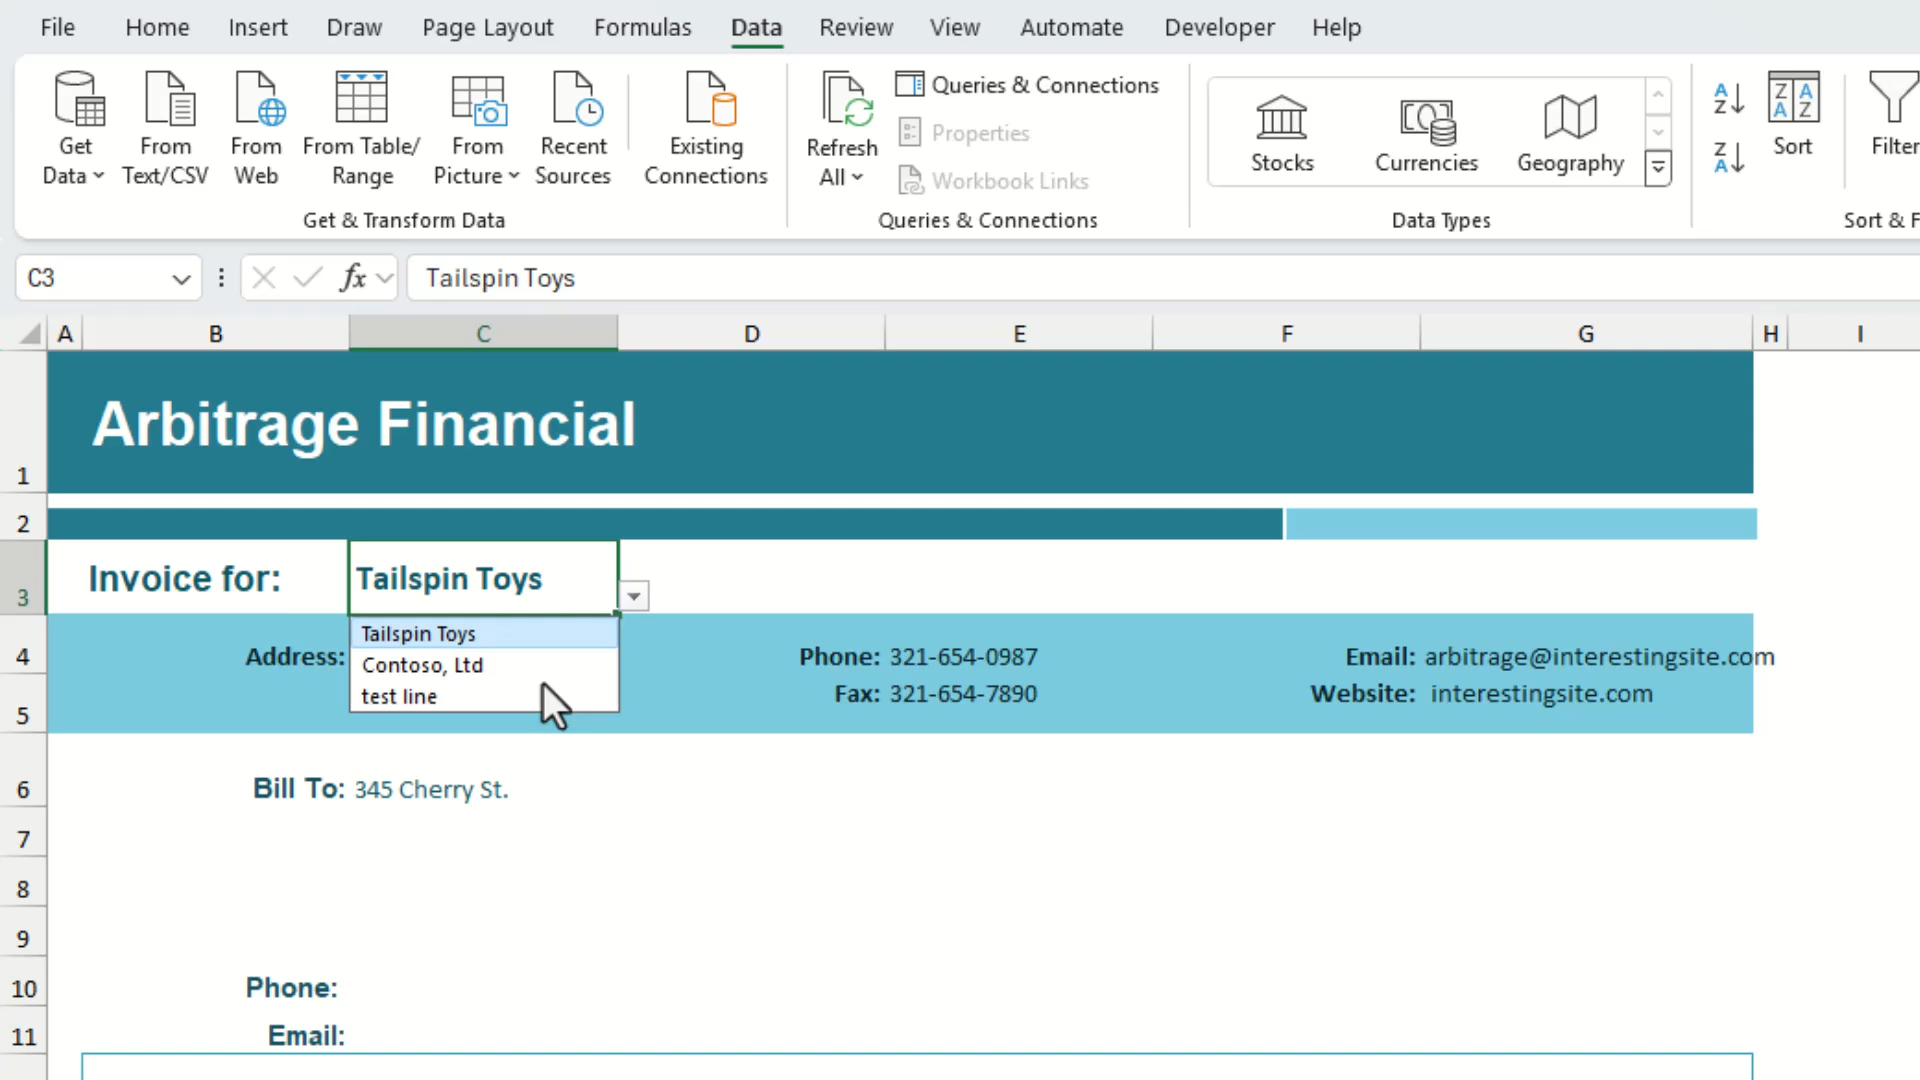 File Home Insert Draw Page Layout Formulas Data Review View Automate Developer Help
Get Data
From Text/CSV
From Web
From Table/ Range
From Picture
Recent Sources
Existing Connections
Get & Transform Data
Refresh All
Queries & Connections
Properties
Workbook Links
Queries & Connections
Stocks
Currencies
Geography
Data Types
A Z
Z A
Z A A Z
Sort
Filter
Sort & F
C3
fx
Tailspin Toys
A B C D E F G H I
1
Arbitrage Financial
2
3
Invoice for: Tailspin Toys
Tailspin Toys
Contoso, Ltd
test line
4
Address: Phone: 321-654-0987 Email: arbitrage@interestingsite.com
5
Fax: 321-654-7890 Website: interestingsite.com
6
Bill To: 345 Cherry St.
7
8
9
10
Phone:
11
Email: